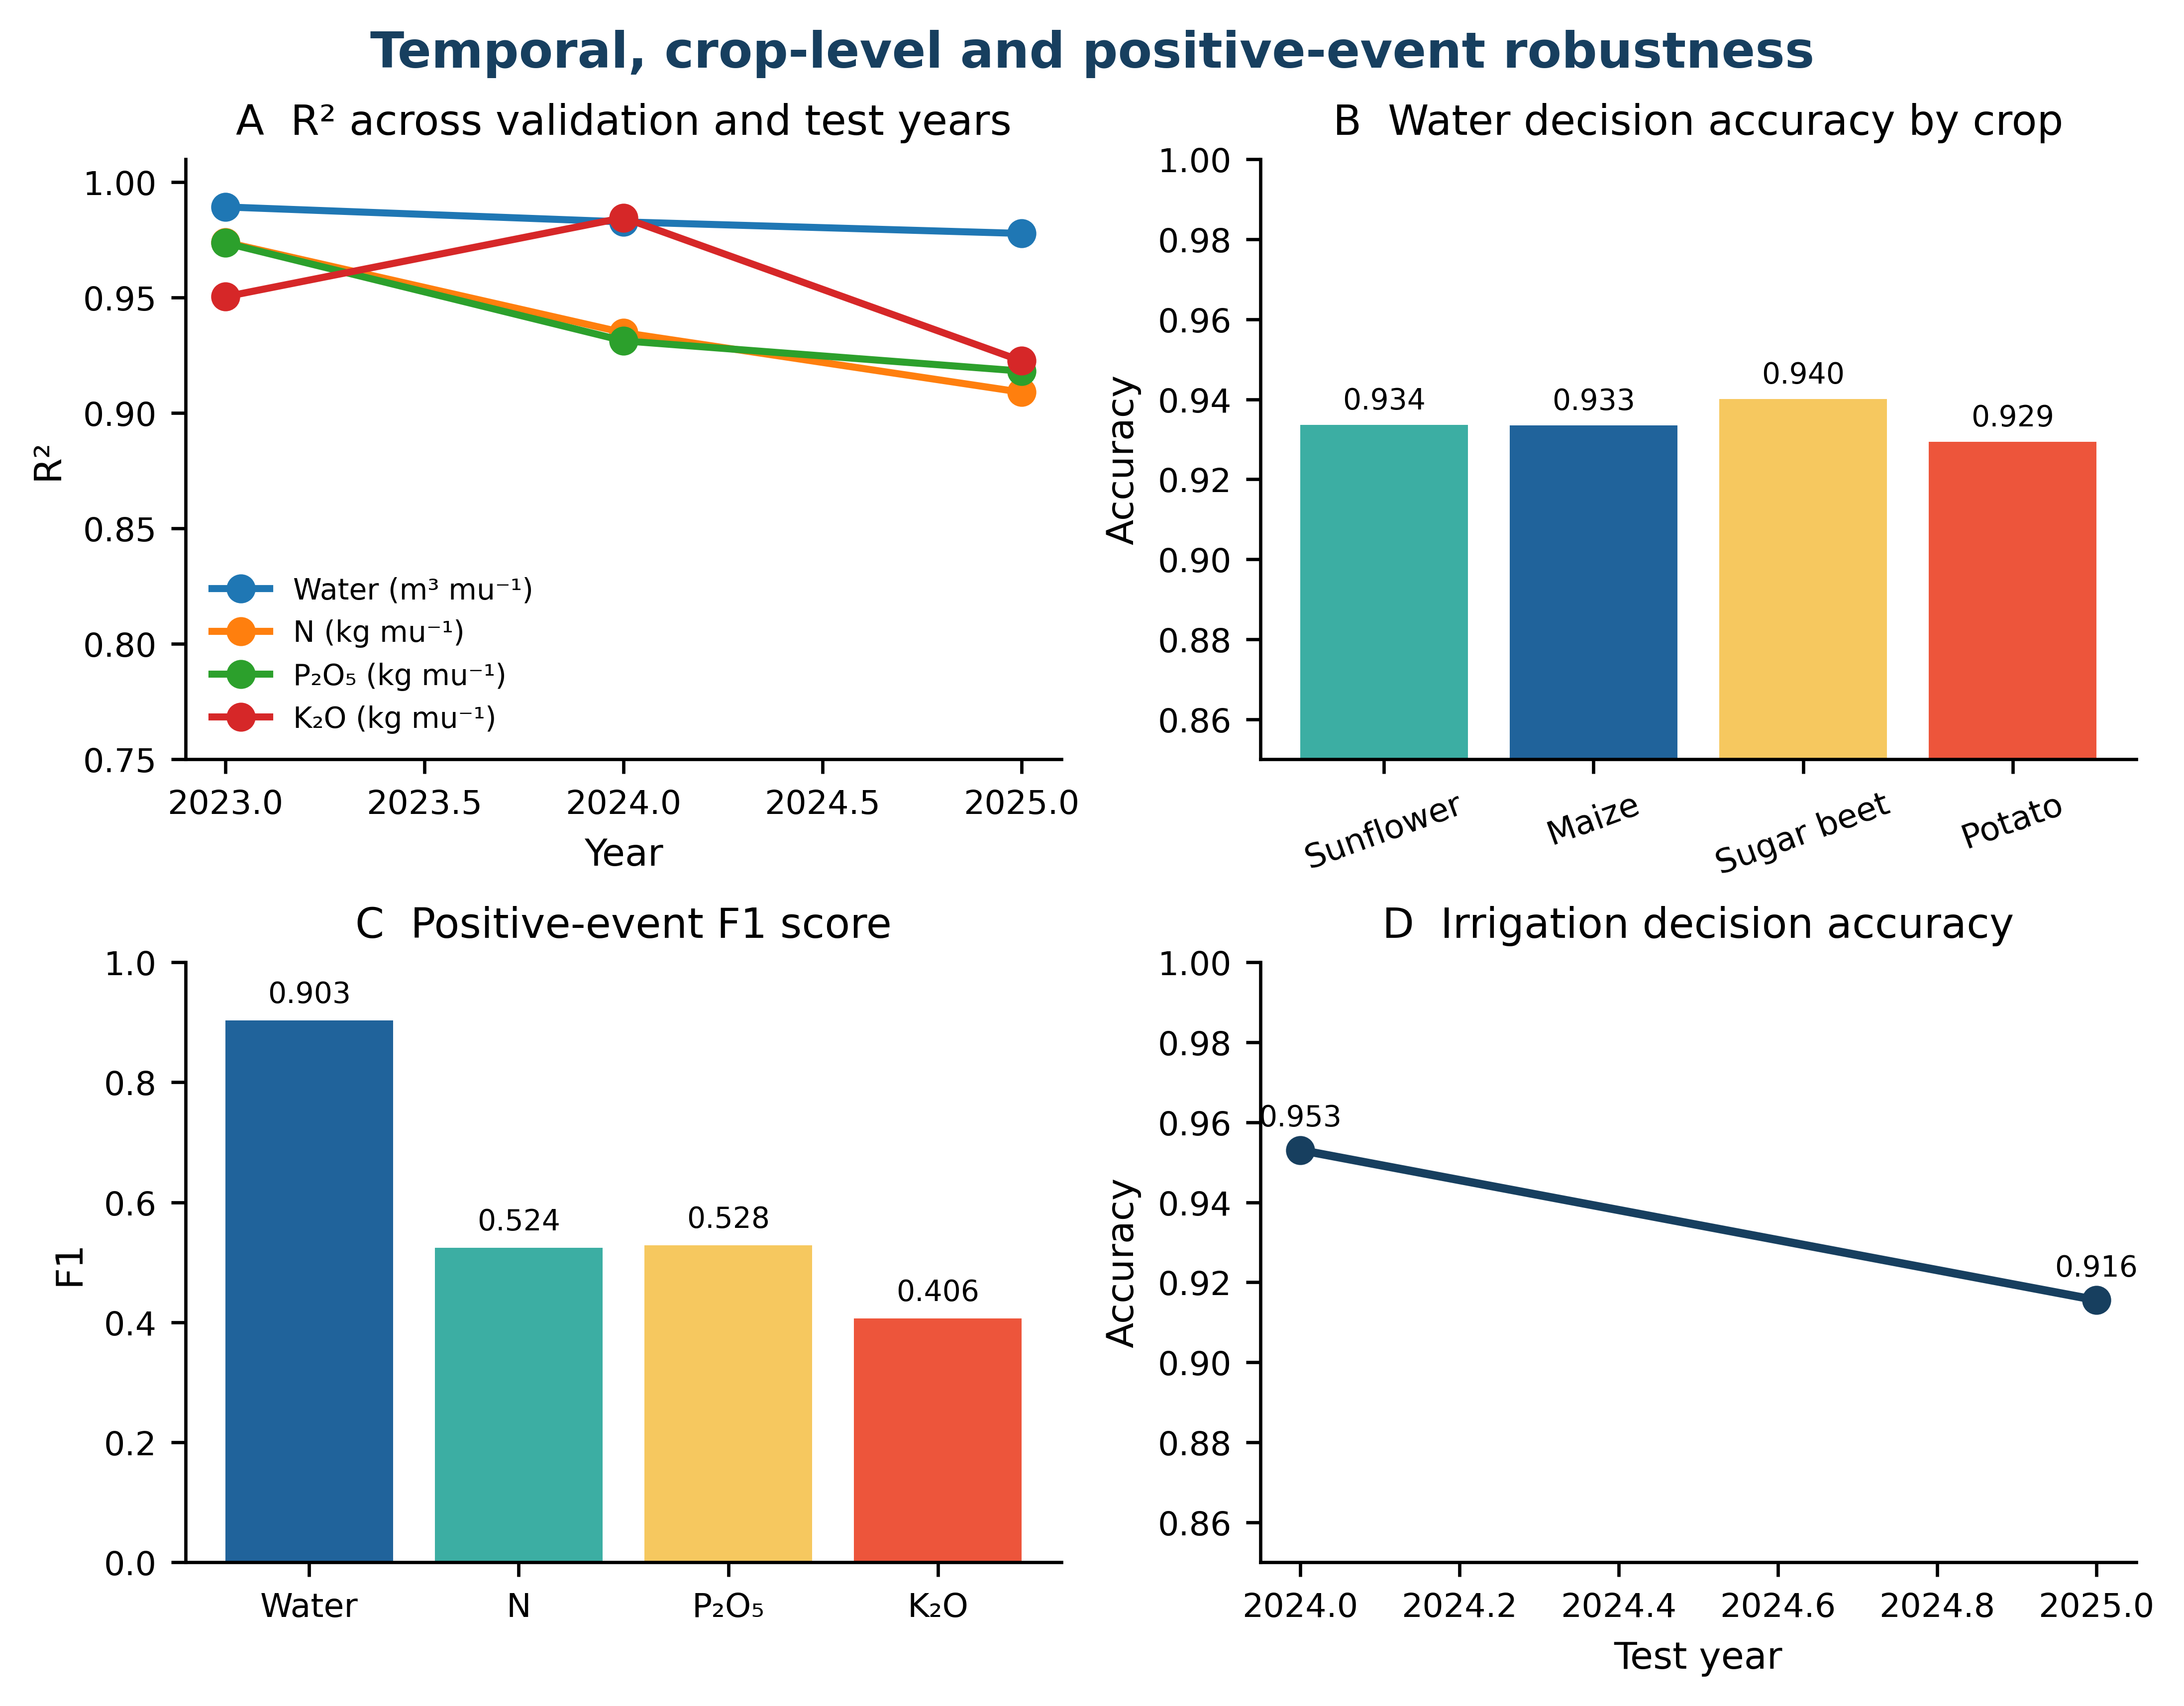 Temporal, crop-level and positive-event robustness
A  R² across validation and test years
1.00
0.95
0.90
0.85
0.80
0.75
R²
Water (m³ mu⁻¹)
N (kg mu⁻¹)
P₂O₅ (kg mu⁻¹)
K₂O (kg mu⁻¹)
2023.0 2023.5 2024.0 2024.5 2025.0
Year
B  Water decision accuracy by crop
1.00
0.98
0.96
0.94
0.92
0.90
0.88
0.86
Accuracy
0.934 0.933 0.940 0.929
Sunflower Maize Sugar beet Potato
C  Positive-event F1 score
1.0
0.8
0.6
0.4
0.2
0.0
F1
0.903 0.524 0.528 0.406
Water N P₂O₅ K₂O
D  Irrigation decision accuracy
1.00
0.98
0.96
0.94
0.92
0.90
0.88
0.86
Accuracy
0.953
0.916
2024.0 2024.2 2024.4 2024.6 2024.8 2025.0
Test year